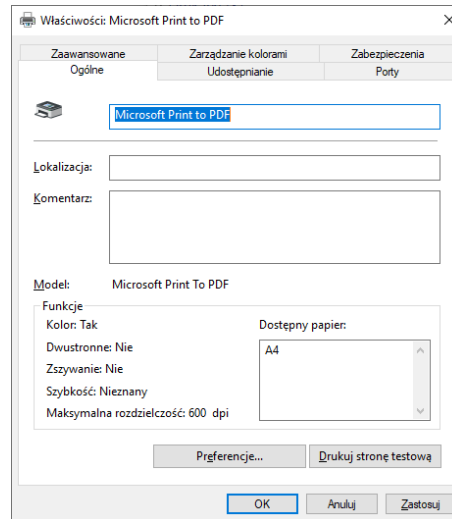 Właściwości: Microsoft Print to PDF
Zaawansowane Zarządzanie kolorami Zabezpieczenia
Ogólne Udostępnianie Porty
Microsoft Print to PDF
Lokalizacja:
Komentarz:
Model: Microsoft Print To PDF
Funkcje
Kolor: Tak Dostępny papier:
Dwustronne: Nie A4
Zszywanie: Nie
Szybkość: Nieznany
Maksymalna rozdzielczość: 600 dpi
Preferencje... Drukuj stronę testową
OK Anuluj Zastosuj